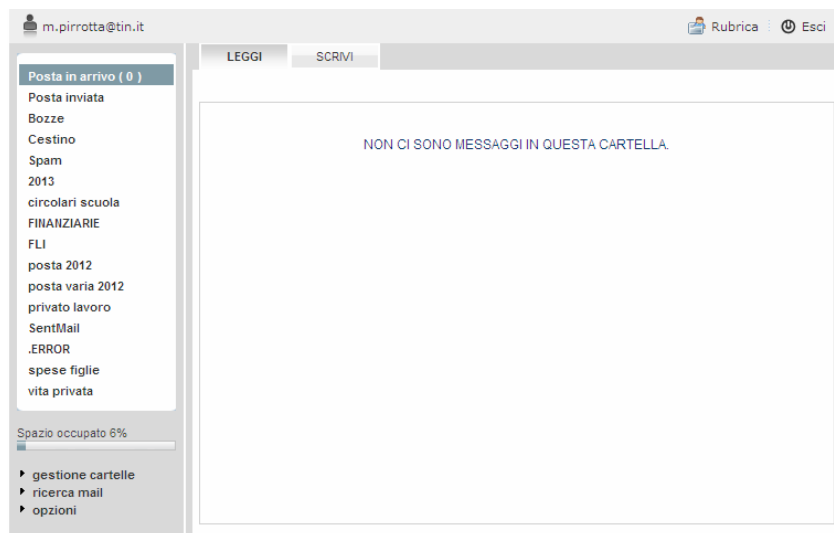 m.pirrotta@tin.it
Rubrica
Esci
LEGGI
SCRIVI
Posta in arrivo ( 0 )
Posta inviata
Bozze
Cestino
Spam
2013
circolari scuola
FINANZIARIE
FLI
posta 2012
posta varia 2012
privato lavoro
SentMail
.ERROR
spese figlie
vita privata
Spazio occupato 6%
gestione cartelle
ricerca mail
opzioni
NON CI SONO MESSAGGI IN QUESTA CARTELLA.